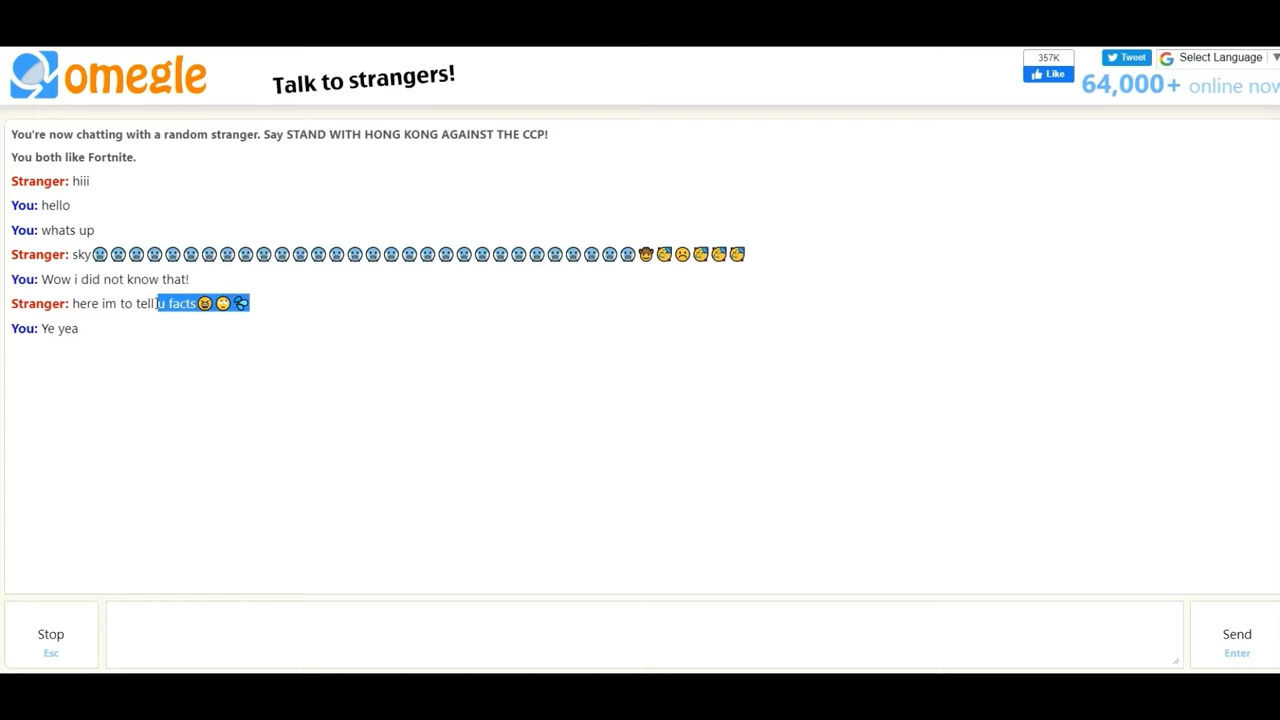 omegle
Talk to strangers!
357K
Like
Tweet
Select Language
64,000+ online now
You're now chatting with a random stranger. Say STAND WITH HONG KONG AGAINST THE CCP!
You both like Fortnite.
Stranger: hiii
You: hello
You: whats up
Stranger: sky🥶🥶🥶🥶🥶🥶🥶🥶🥶🥶🥶🥶🥶🥶🥶🥶🥶🥶🥶🥶🥶🥶🥶🥶🥶🥶🥶🥶🥶🥶🤠🥳☹️🥳🥳🥳
You: Wow i did not know that!
Stranger: here im to tell u facts😆🙄💨
You: Ye yea
Stop
Esc
Send
Enter